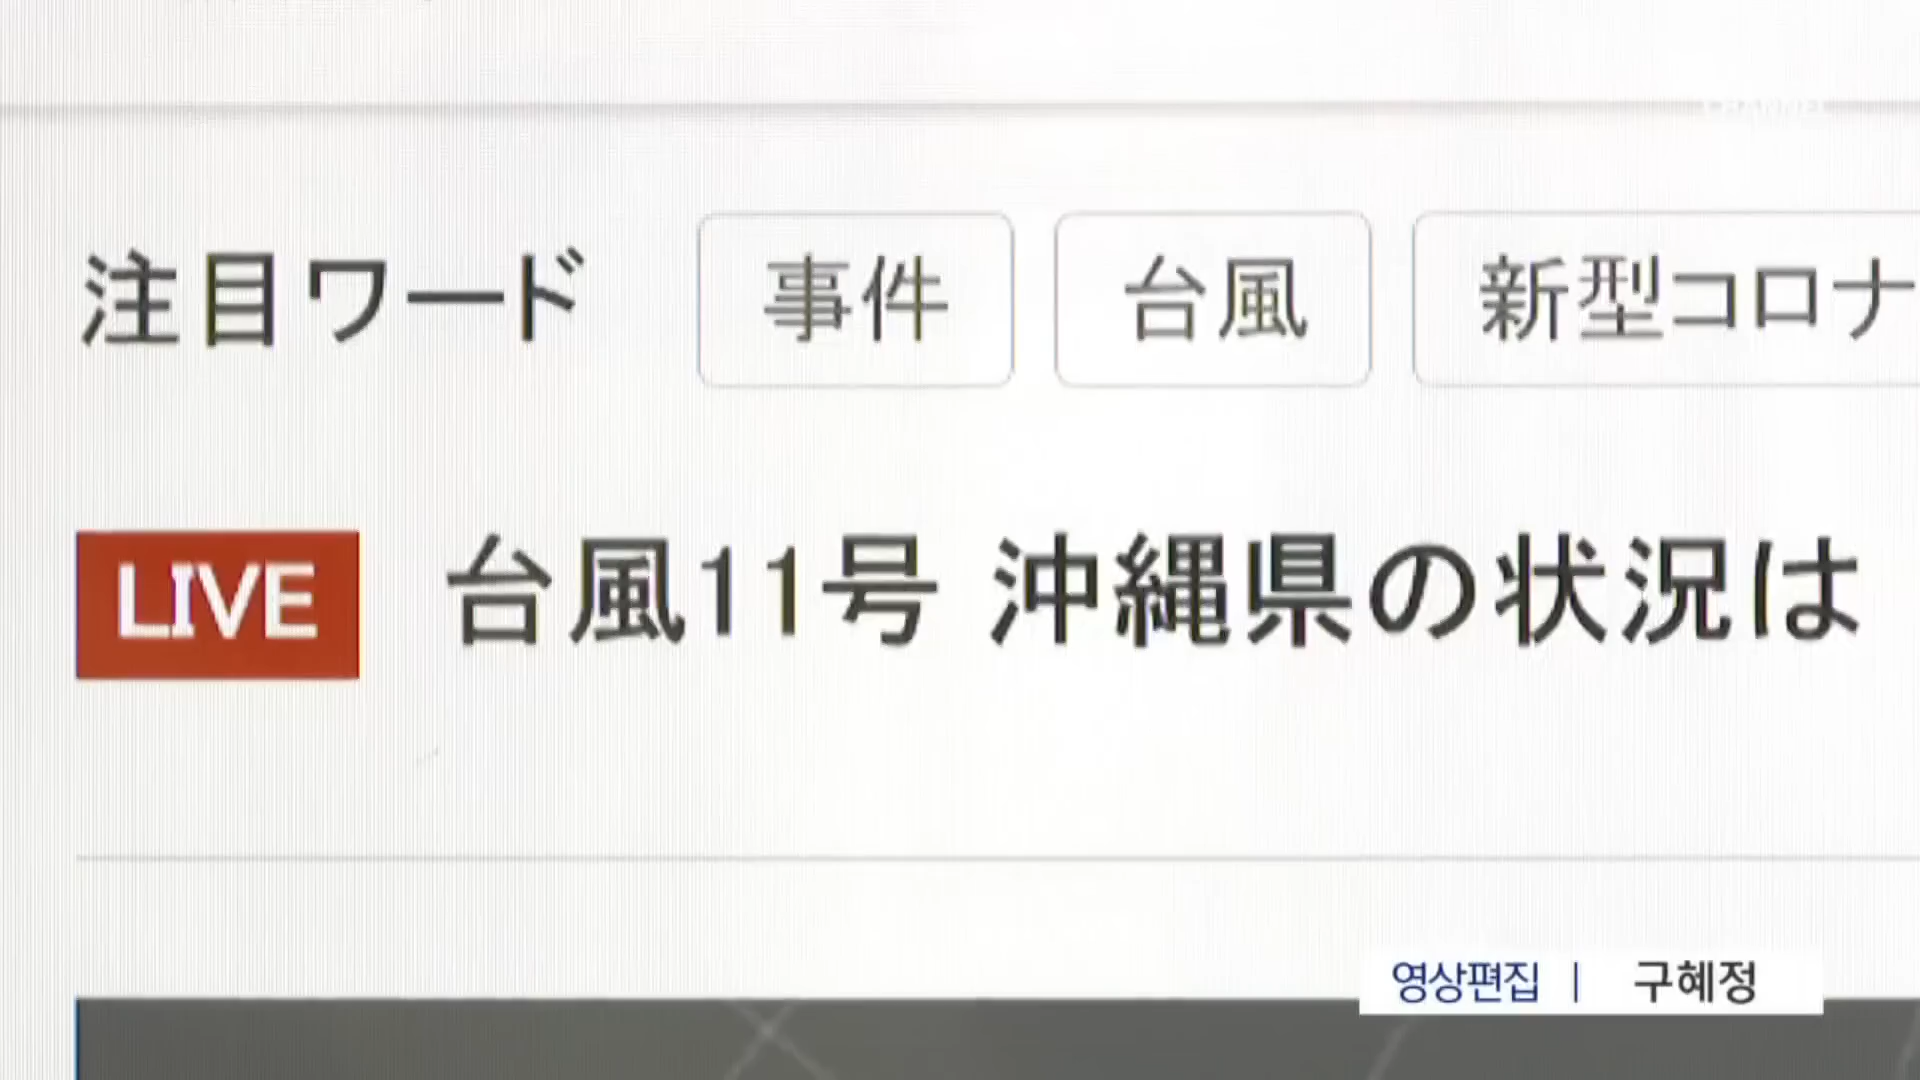 CHANNEL
注目ワード 事件 台風 新型コロナ
LIVE 台風11号 沖縄県の状況は
영상편집 | 구혜정